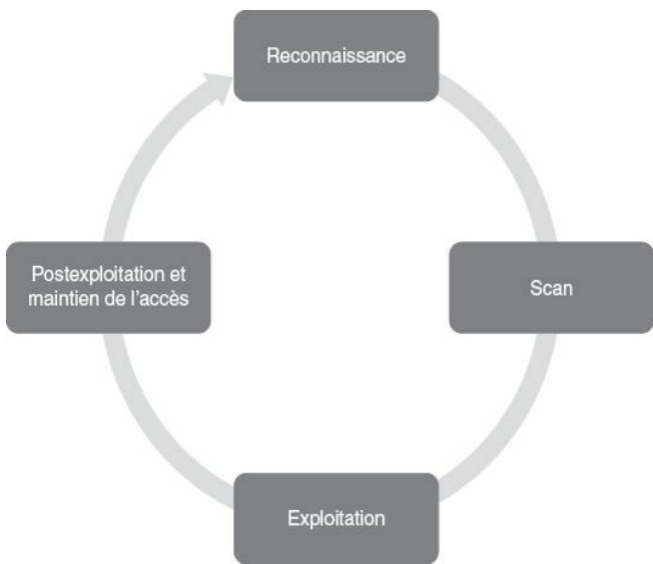 Reconnaissance
Scan
Exploitation
Postexploitation et
maintien de l'accès